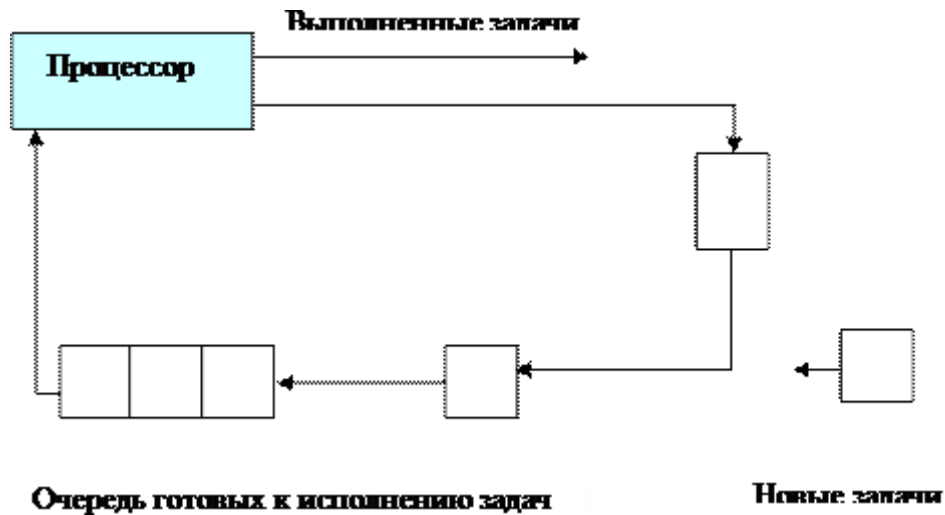 Выполненные задачи
Процессор
Очередь готовых к исполнению задач
Новые задачи